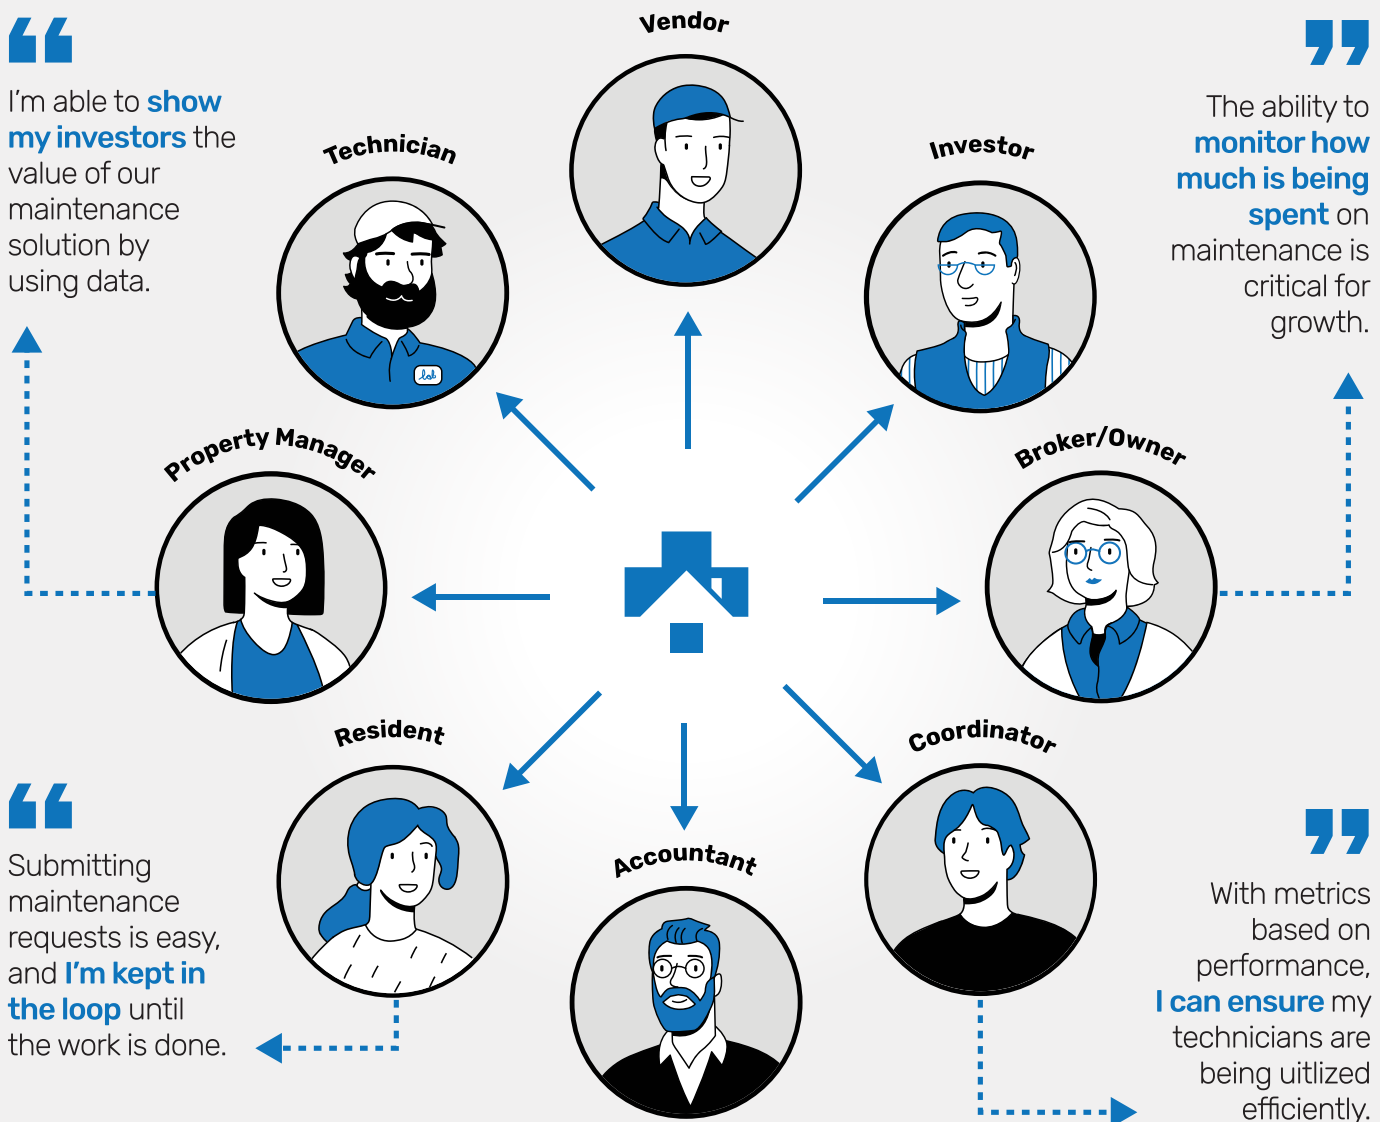 Vendor
I'm able to show
my investors the
value of our
maintenance
solution by
using data.
The ability to
monitor how
much is being
spent on
maintenance is
critical for
growth.
Technician
Investor
lob
Property Manager
Broker/Owner
Resident
Coordinator
Accountant
Submitting
maintenance
requests is easy,
and I'm kept in
the loop until
the work is done.
With metrics
based on
performance,
I can ensure my
technicians are
being uitlized
efficiently.